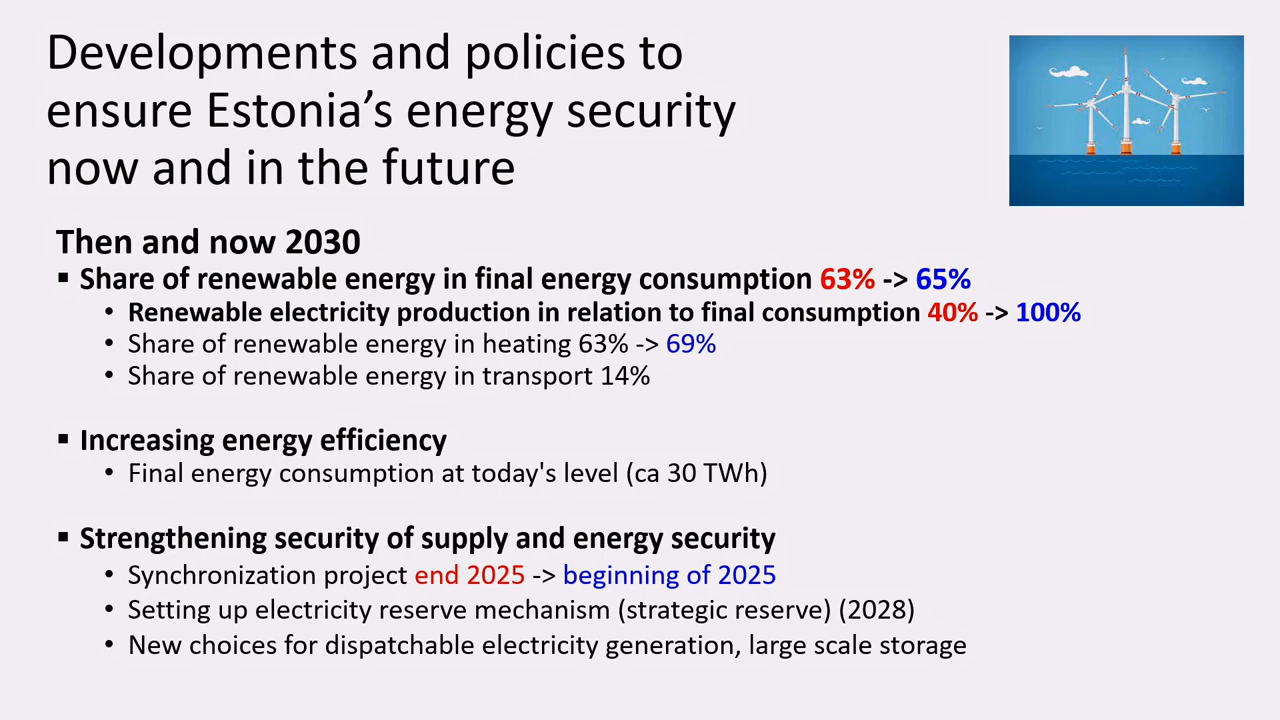 Developments and policies to
ensure Estonia’s energy security
now and in the future
Then and now 2030
▪ Share of renewable energy in final energy consumption 63% -> 65%
• Renewable electricity production in relation to final consumption 40% -> 100%
• Share of renewable energy in heating 63% -> 69%
• Share of renewable energy in transport 14%
▪ Increasing energy efficiency
• Final energy consumption at today's level (ca 30 TWh)
▪ Strengthening security of supply and energy security
• Synchronization project end 2025 -> beginning of 2025
• Setting up electricity reserve mechanism (strategic reserve) (2028)
• New choices for dispatchable electricity generation, large scale storage